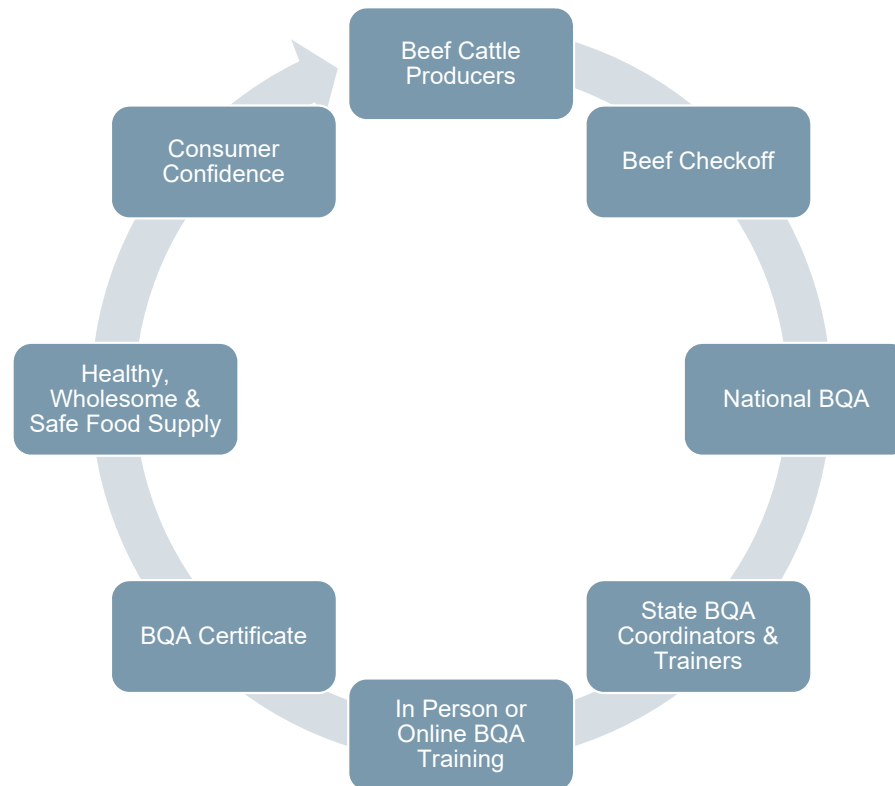 Beef Cattle
Producers
Beef Checkoff
National BQA
State BQA
Coordinators &
Trainers
In Person or
Online BQA
Training
BQA Certificate
Healthy,
Wholesome &
Safe Food Supply
Consumer
Confidence